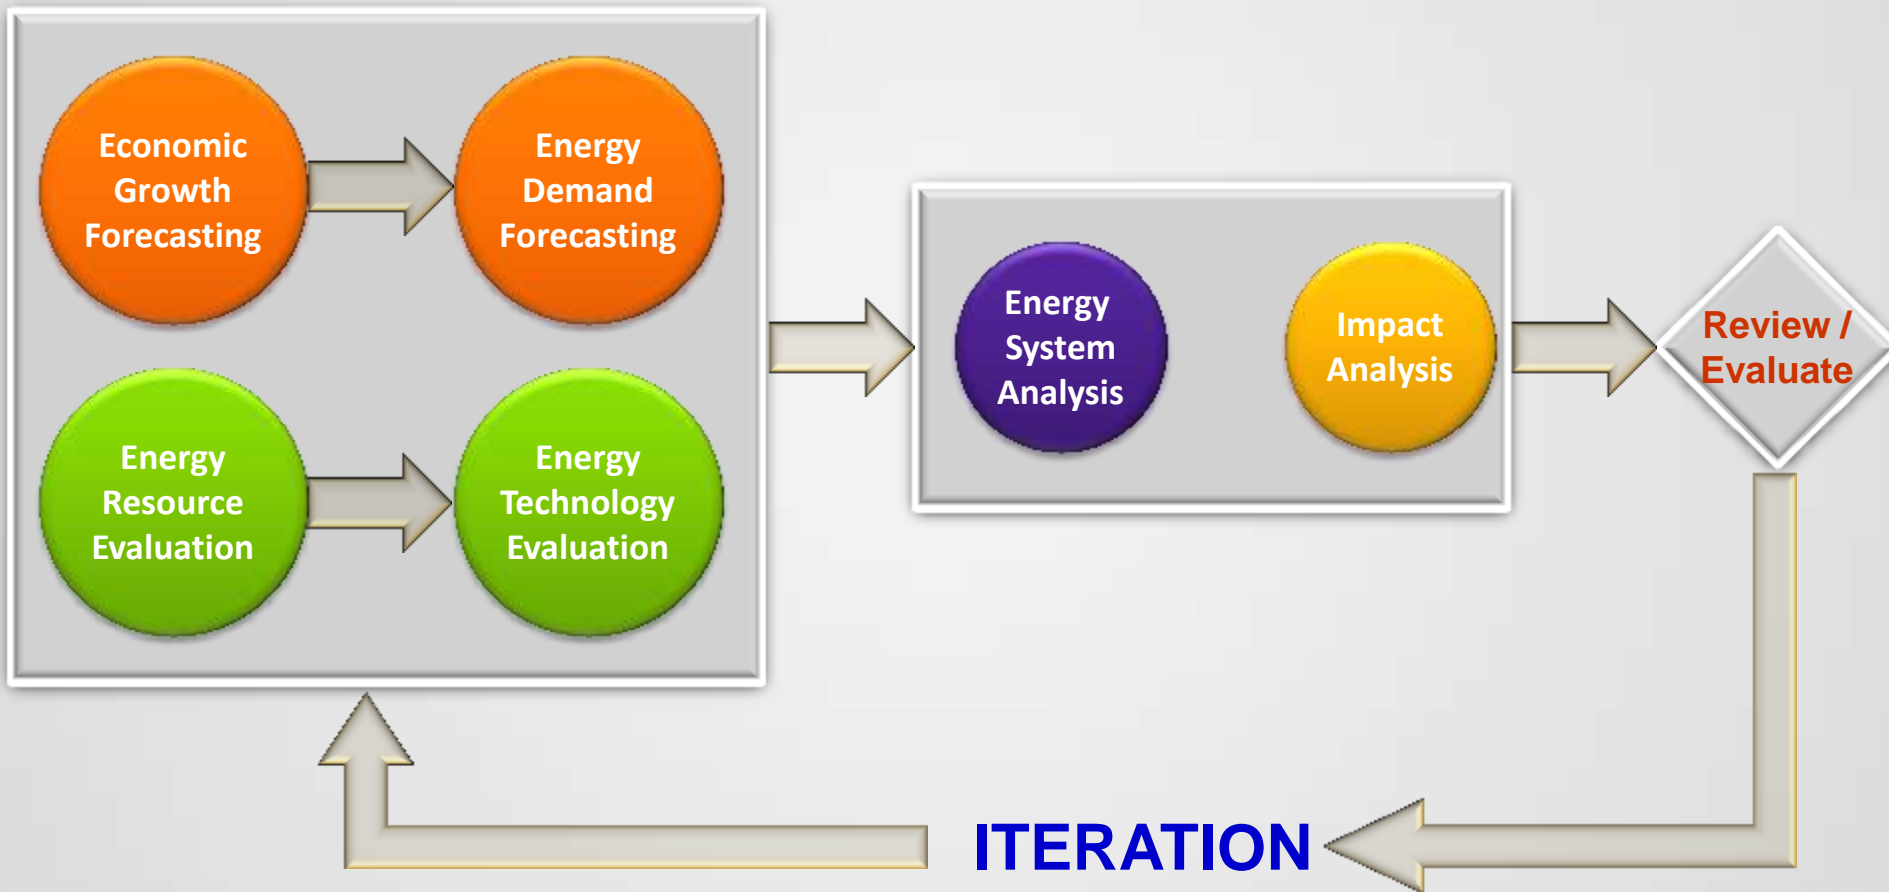 Economic
Growth
Forecasting
Energy
Demand
Forecasting
Energy
Resource
Evaluation
Energy
Technology
Evaluation
Energy
System
Analysis
Impact
Analysis
Review /
Evaluate
ITERATION